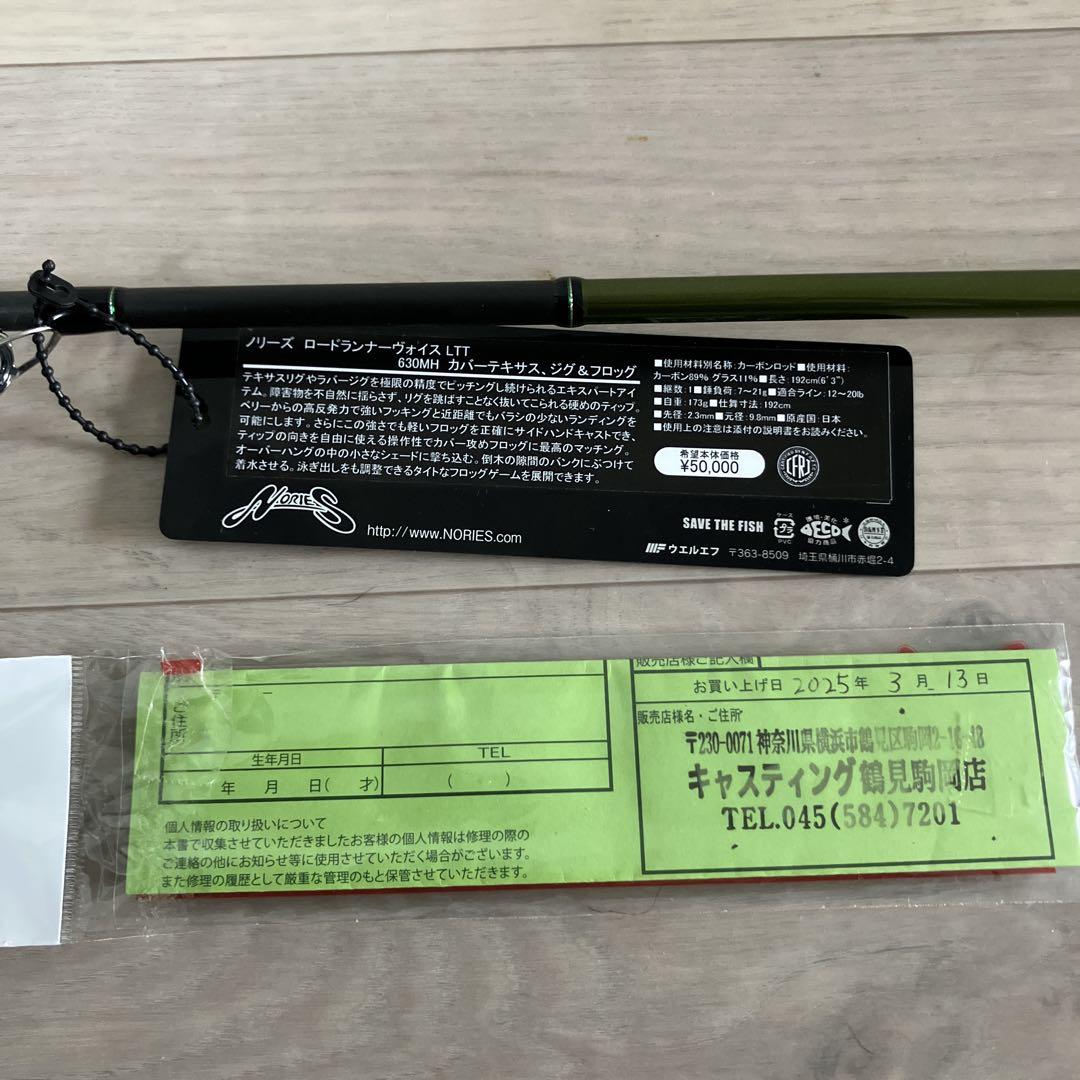 ノリーズ ロードランナーヴォイス LTT
630MH カバーテキサス、ジグ&フロッグ
テキサスリグやラバージグを極限の精度でピッチングし続けられるエキスパートアイ
テム。障害物を不自然に揺らさず、リグを跳ばすことなく抜いてこられる硬めのティップ。
ベリーからの高反発力で強いフッキングと近距離でもバラシの少ないランディングを
可能にします。さらにこの強さでも軽いフロッグを正確にサイドハンドキャストでき、
ティップの向きを自由に使える操作性でカバー攻めフロッグに最高のマッチング。
オーバーハングの中の小さなシェードに撃ち込む。倒木の隙間のバンクにぶつけて
着水させる。泳ぎ出しをも調整できるタイトなフロッグゲームを展開できます。
■使用材料別名称:カーボンロッド■使用材料:
カーボン89% グラス11%■長さ:192cm(6'3")
■継数:1■錘負荷:7〜21g■適合ライン:12〜20lb
■自重:173g■仕舞寸法:192cm
■先径:2.3mm■元径:9.8mm■原産国:日本
■使用上の注意は添付の説明書をお読みください。
希望本体価格
¥50,000
CFRJ
NORIES
http://www.NORIES.com
SAVE THE FISH
ケース
プラ
PVC
環境・美化
ECO
協力商品
ウエルエフ 〒363-8509 埼玉県桶川市赤堀2-4
ご住所
生年月日 TEL
年 月 日( 才) ( )
個人情報の取り扱いについて
本書で収集させていただきましたお客様の個人情報は修理の際の
ご連絡の他にお知らせ等に使用させていただく場合がございます。
また修理の履歴として厳重な管理のもと保管させていただきます。
販売店様ご記入欄
お買い上げ日 2025年 3月 13日
販売店様名・ご住所
〒230-0071 神奈川県横浜市鶴見区駒岡2-16-18
キャスティング鶴見駒岡店
TEL.045(584)7201